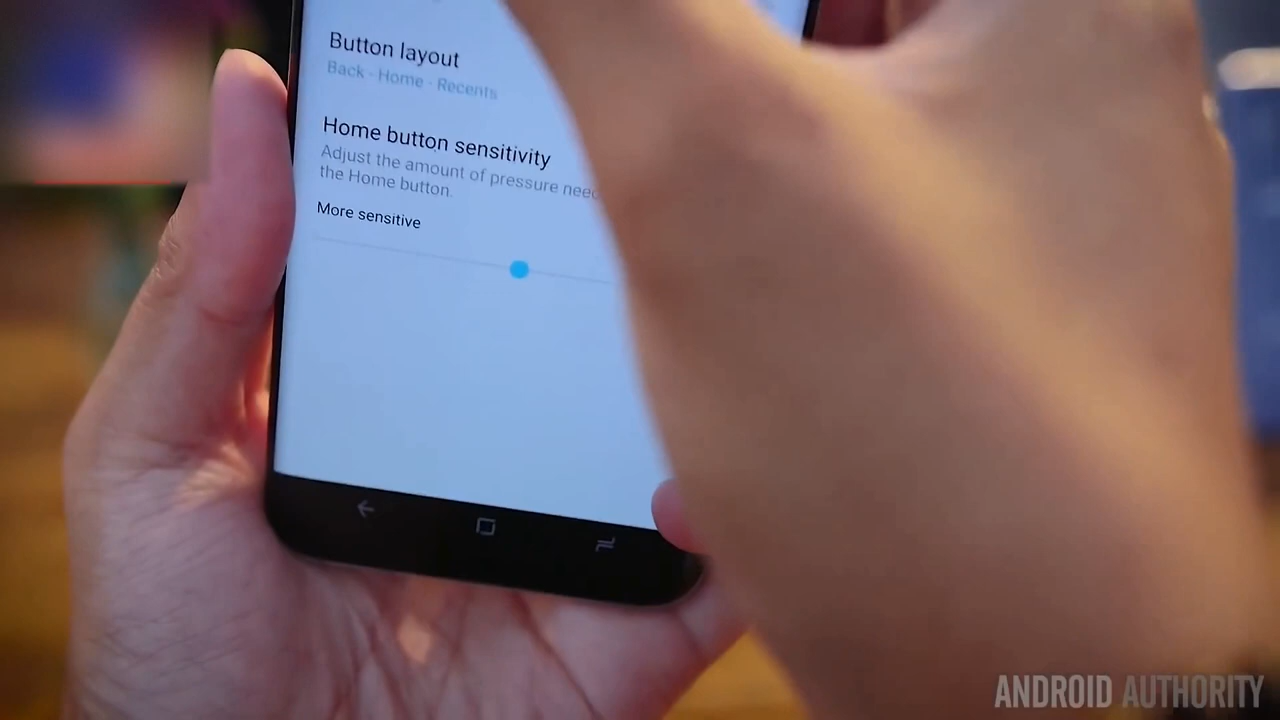 Button layout
Back - Home - Recents
Home button sensitivity
Adjust the amount of pressure
the Home button.
More sensitive
ANDROID AUTHORITY